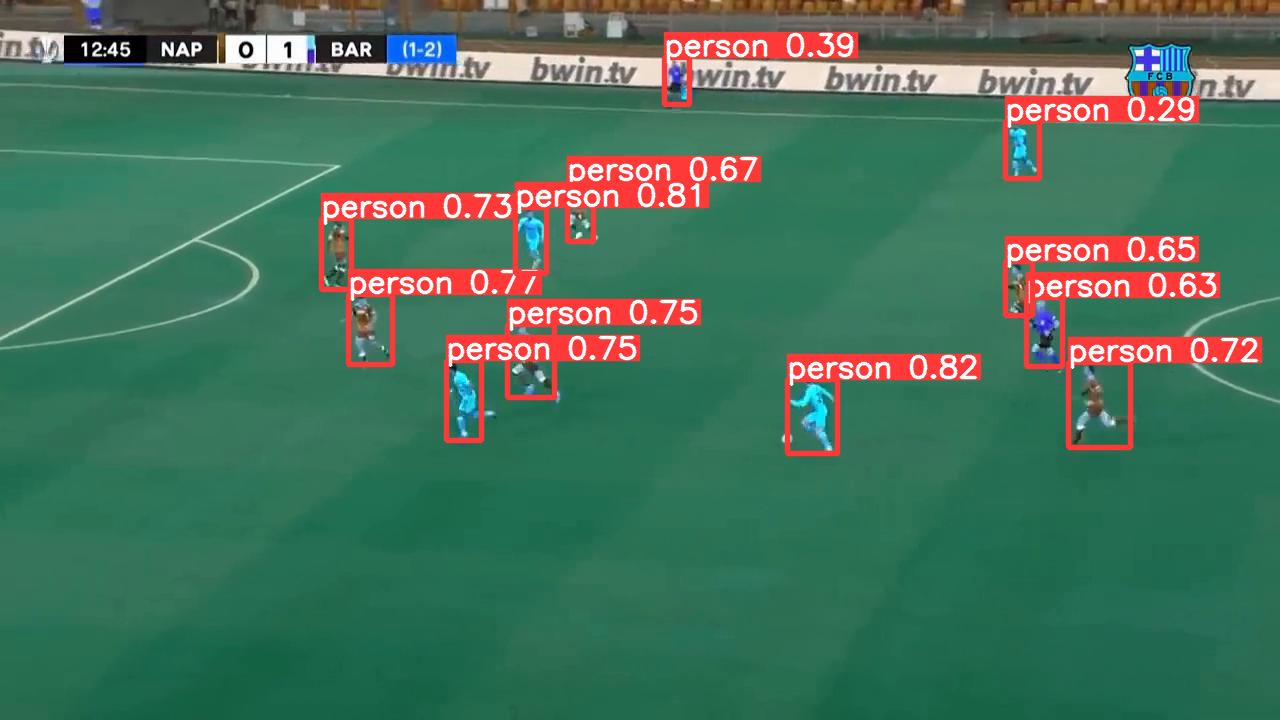 12:45 NAP 0 1 BAR (1-2)
bwin.tv bwin.tv bwin.tv bwin.tv n.tv
FCB
person 0.39
person 0.29
person 0.67
person 0.81
person 0.73
person 0.65
person 0.77
person 0.63
person 0.75
person 0.75
person 0.72
person 0.82